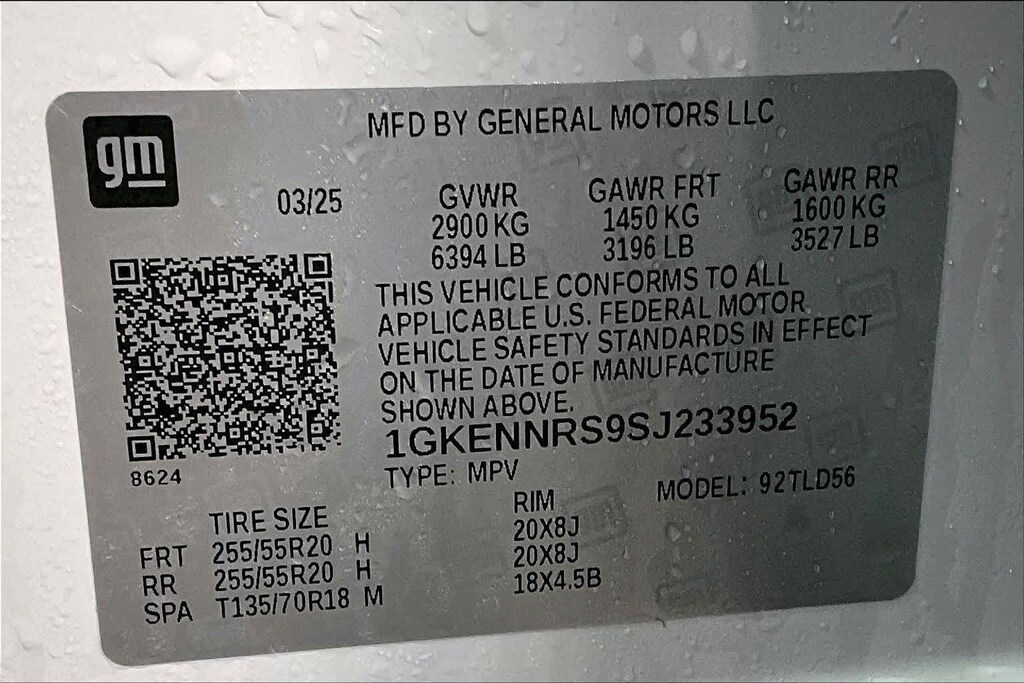 gm
MFD BY GENERAL MOTORS LLC
03/25
GVWR
2900 KG
6394 LB
GAWR FRT
1450 KG
3196 LB
GAWR RR
1600 KG
3527 LB
THIS VEHICLE CONFORMS TO ALL
APPLICABLE U.S. FEDERAL MOTOR
VEHICLE SAFETY STANDARDS IN EFFECT
ON THE DATE OF MANUFACTURE
SHOWN ABOVE.
1GKENNRS9SJ233952
8624
TYPE: MPV
MODEL: 92TLD56
TIRE SIZE RIM
FRT 255/55R20 H 20X8J
RR 255/55R20 H 20X8J
SPA T135/70R18 M 18X4.5B